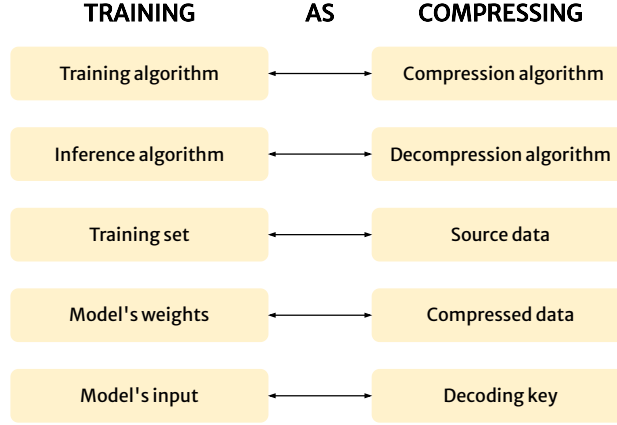 TRAINING AS COMPRESSING
Training algorithm Compression algorithm
Inference algorithm Decompression algorithm
Training set Source data
Model's weights Compressed data
Model's input Decoding key